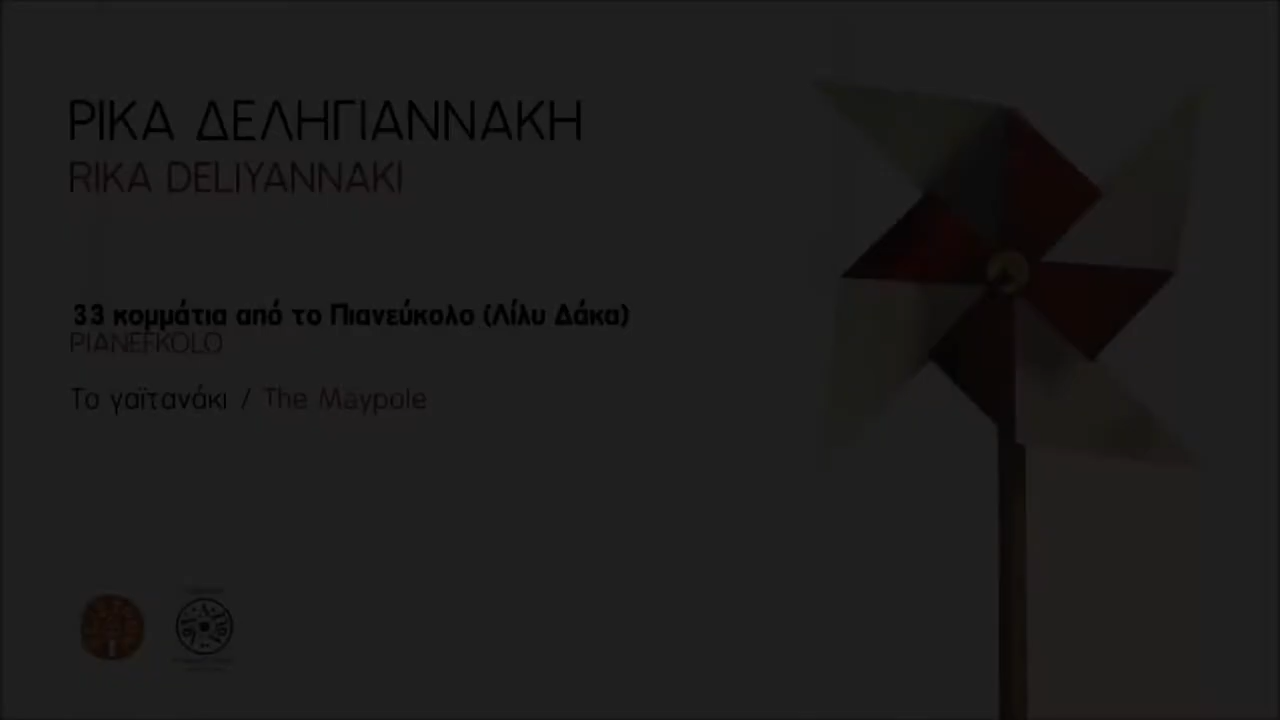 ΡΙΚΑ ΔΕΛΗΓΙΑΝΝΑΚΗ
RIKA DELIYANNAKI
33 κομμάτια από το Πιανεύκολο (Λίλυ Δάκα)
PIANEFKOLO
Το γαϊτανάκι / The Maypole